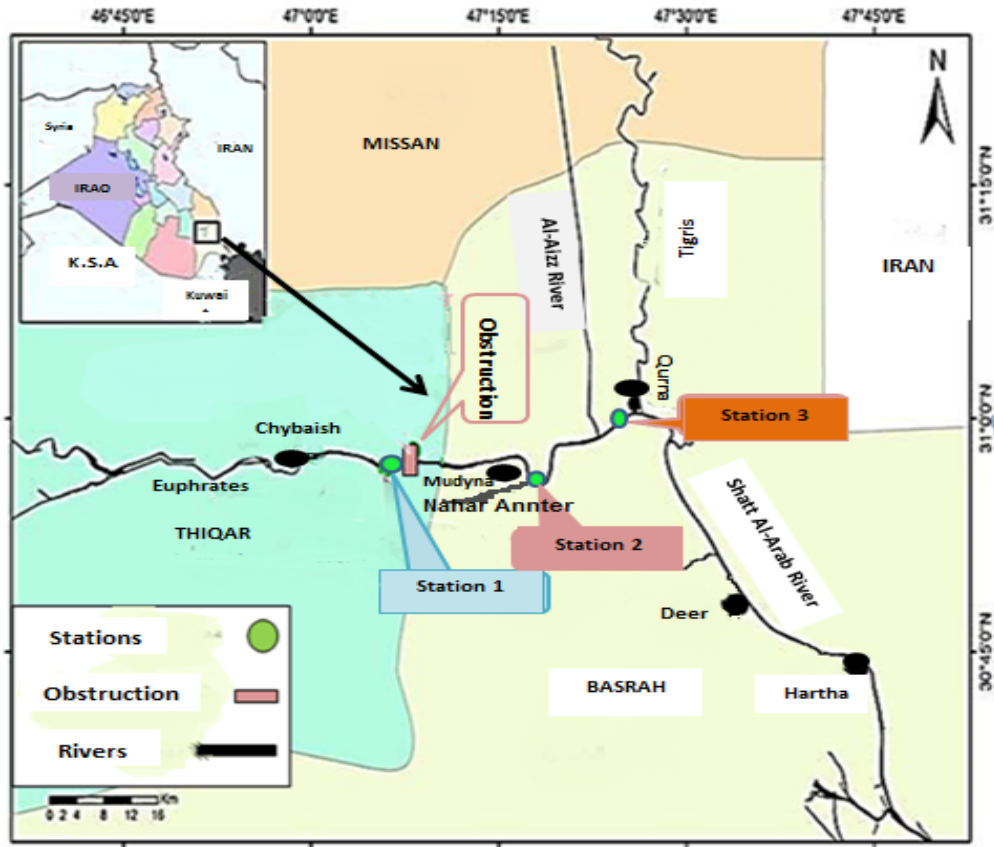 46°45'0"E 47°0'0"E 47°15'0"E 47°30'0"E 47°45'0"E
N
Syria
IRAN
IRAQ
K.S.A
Kuwai
MISSAN
Al-Aizz River
Tigris
IRAN
31°15'0"N
Obstruction
Qurna
Station 3
31°0'0"N
Chybaish
Euphrates
Mudyna
Nahar Annter
THIQAR
Station 2
Station 1
Shatt Al-Arab River
Deer
30°45'0"N
BASRAH
Hartha
Stations
Obstruction
Rivers
Km
0 2 4 8 12 16